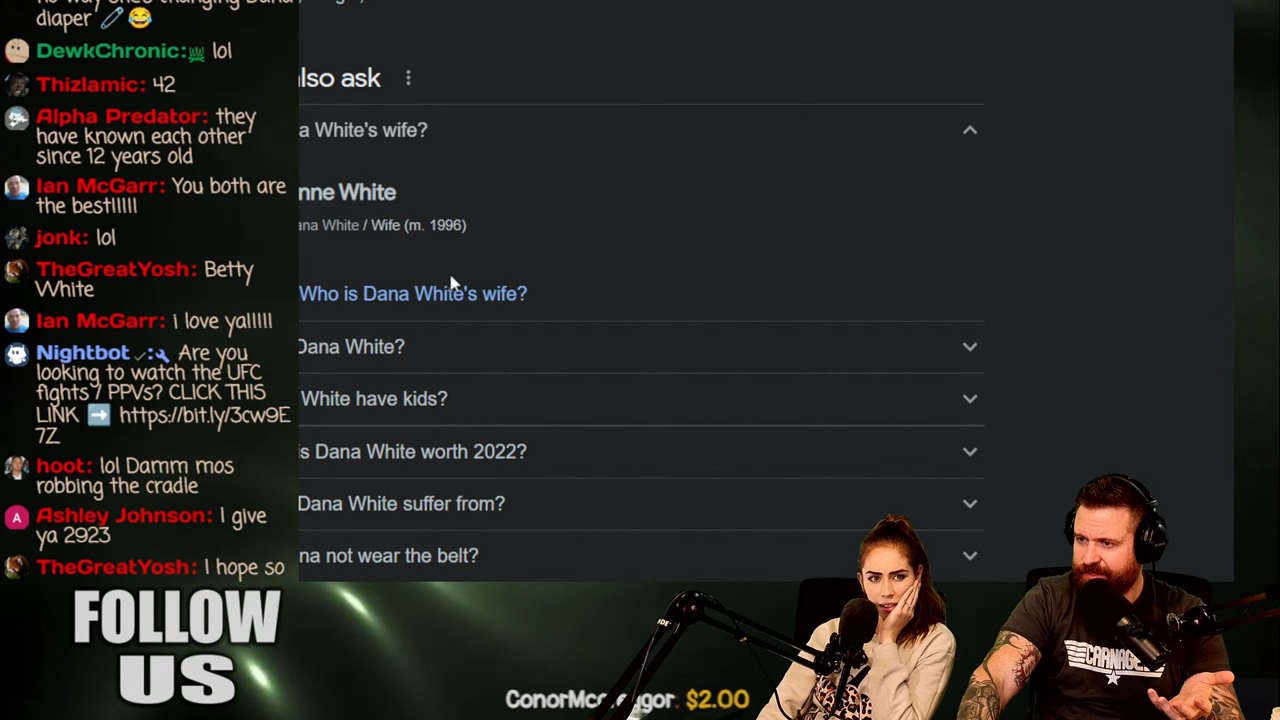 diaper 🧷😂
DewkChronic: lol
Thizlamic: 42
Alpha Predator: they
have known each other
since 12 years old
Ian McGarr: You both are
the best!!!!!
jonk: lol
TheGreatYosh: Betty
White
Ian McGarr: i love ya!!!!!
Nightbot ✓: Are you
looking to watch the UFC
fights / PPVs? CLICK THIS
LINK ➡️ https://bit.ly/3cw9E
7Z
hoot: lol Damm mos
robbing the cradle
A
Ashley Johnson: I give
ya 2923
TheGreatYosh: I hope so
FOLLOW
US
lso ask
a White's wife?
nne White
ana White / Wife (m. 1996)
Who is Dana White's wife?
Dana White?
White have kids?
is Dana White worth 2022?
Dana White suffer from?
na not wear the belt?
CARNAGE
$2.00